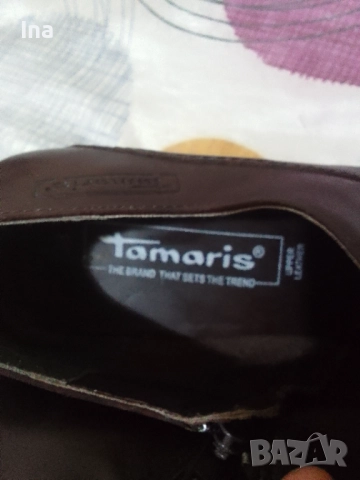 Ina
Tamaris®
THE BRAND THAT SETS THE TREND
UPPER
LEATHER
BAZAR